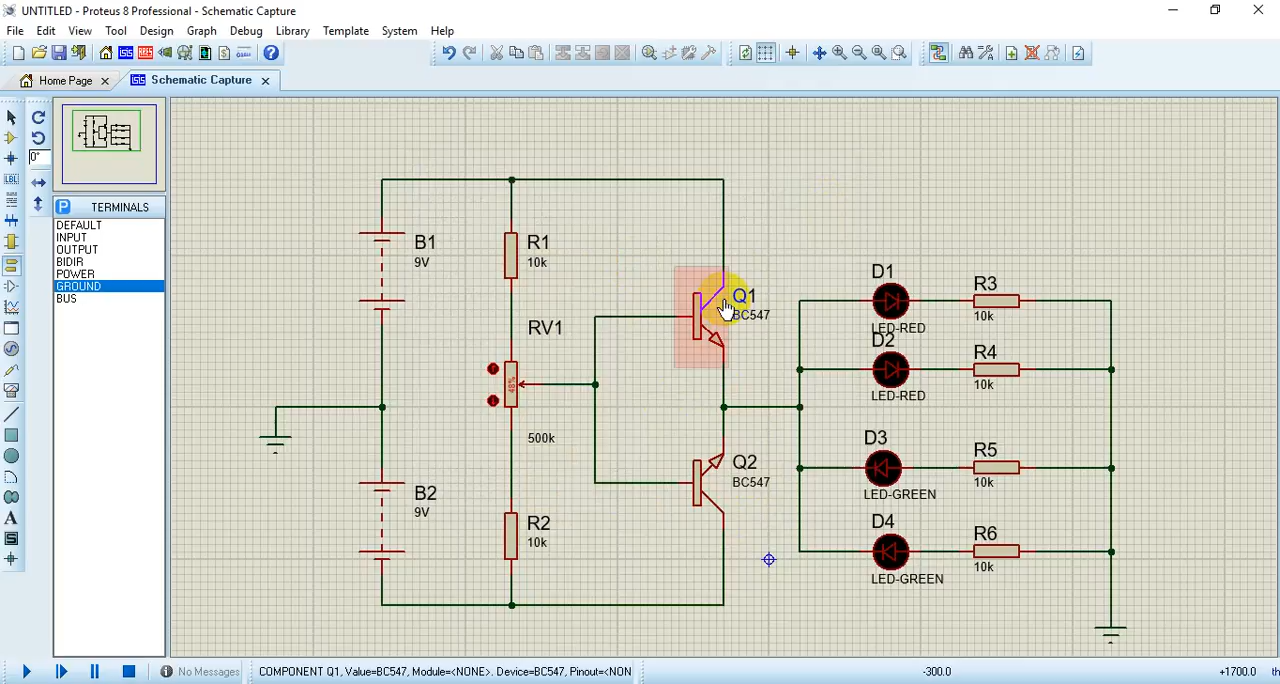 UNTITLED - Proteus 8 Professional - Schematic Capture
File Edit View Tool Design Graph Debug Library Template System Help
Home Page Schematic Capture
0°
LBL
TERMINALS
DEFAULT
INPUT
OUTPUT
BIDIR
POWER
GROUND
BUS
B1
9V
R1
10k
RV1
48%
500k
B2
9V
R2
10k
Q1
BC547
Q2
BC547
D1
LED-RED
R3
10k
D2
LED-RED
R4
10k
D3
LED-GREEN
R5
10k
D4
LED-GREEN
R6
10k
No Messages COMPONENT Q1, Value=BC547, Module=<NONE>. Device=BC547, Pinout=<NON -300.0 +1700.0 th